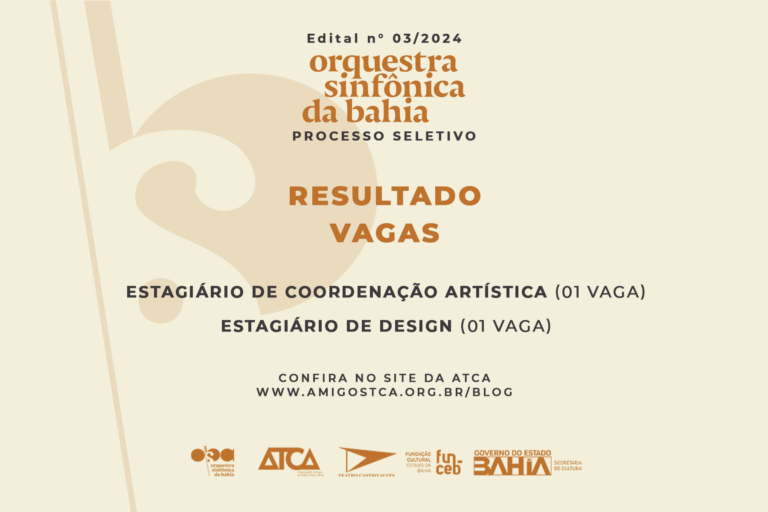 Edital nº 03/2024
orquestra
sinfônica
da bahia
PROCESSO SELETIVO
RESULTADO
VAGAS
ESTAGIÁRIO DE COORDENAÇÃO ARTÍSTICA (01 VAGA)
ESTAGIÁRIO DE DESIGN (01 VAGA)
CONFIRA NO SITE DA ATCA
WWW.AMIGOSTCA.ORG.BR/BLOG
orquestra
sinfônica
da bahia
ATCA
TEATRO CASTRO ALVES
FUNDAÇÃO
CULTURAL
ESTADO DA
BAHIA
fun
ceb
GOVERNO DO ESTADO
BAHIA
SECRETARIA
DE CULTURA